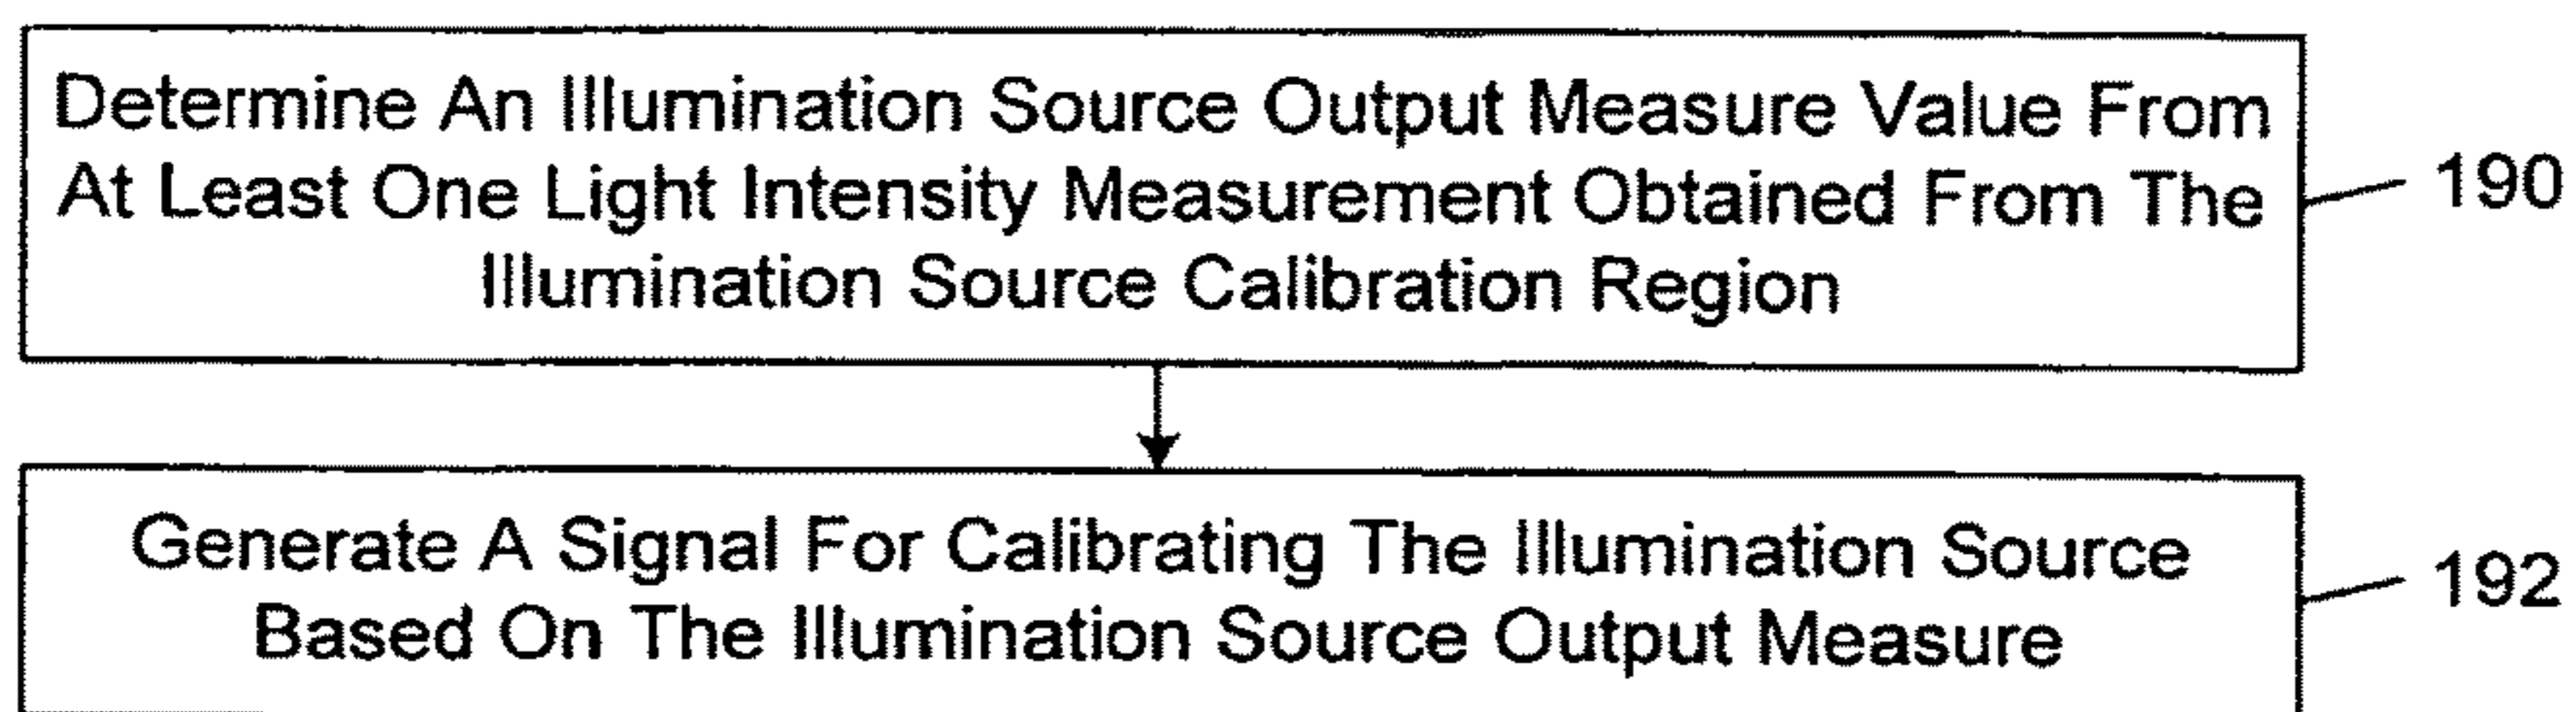 Determine An Illumination Source Output Measure Value From
At Least One Light Intensity Measurement Obtained From The
Illumination Source Calibration Region
190
Generate A Signal For Calibrating The Illumination Source
Based On The Illumination Source Output Measure
192